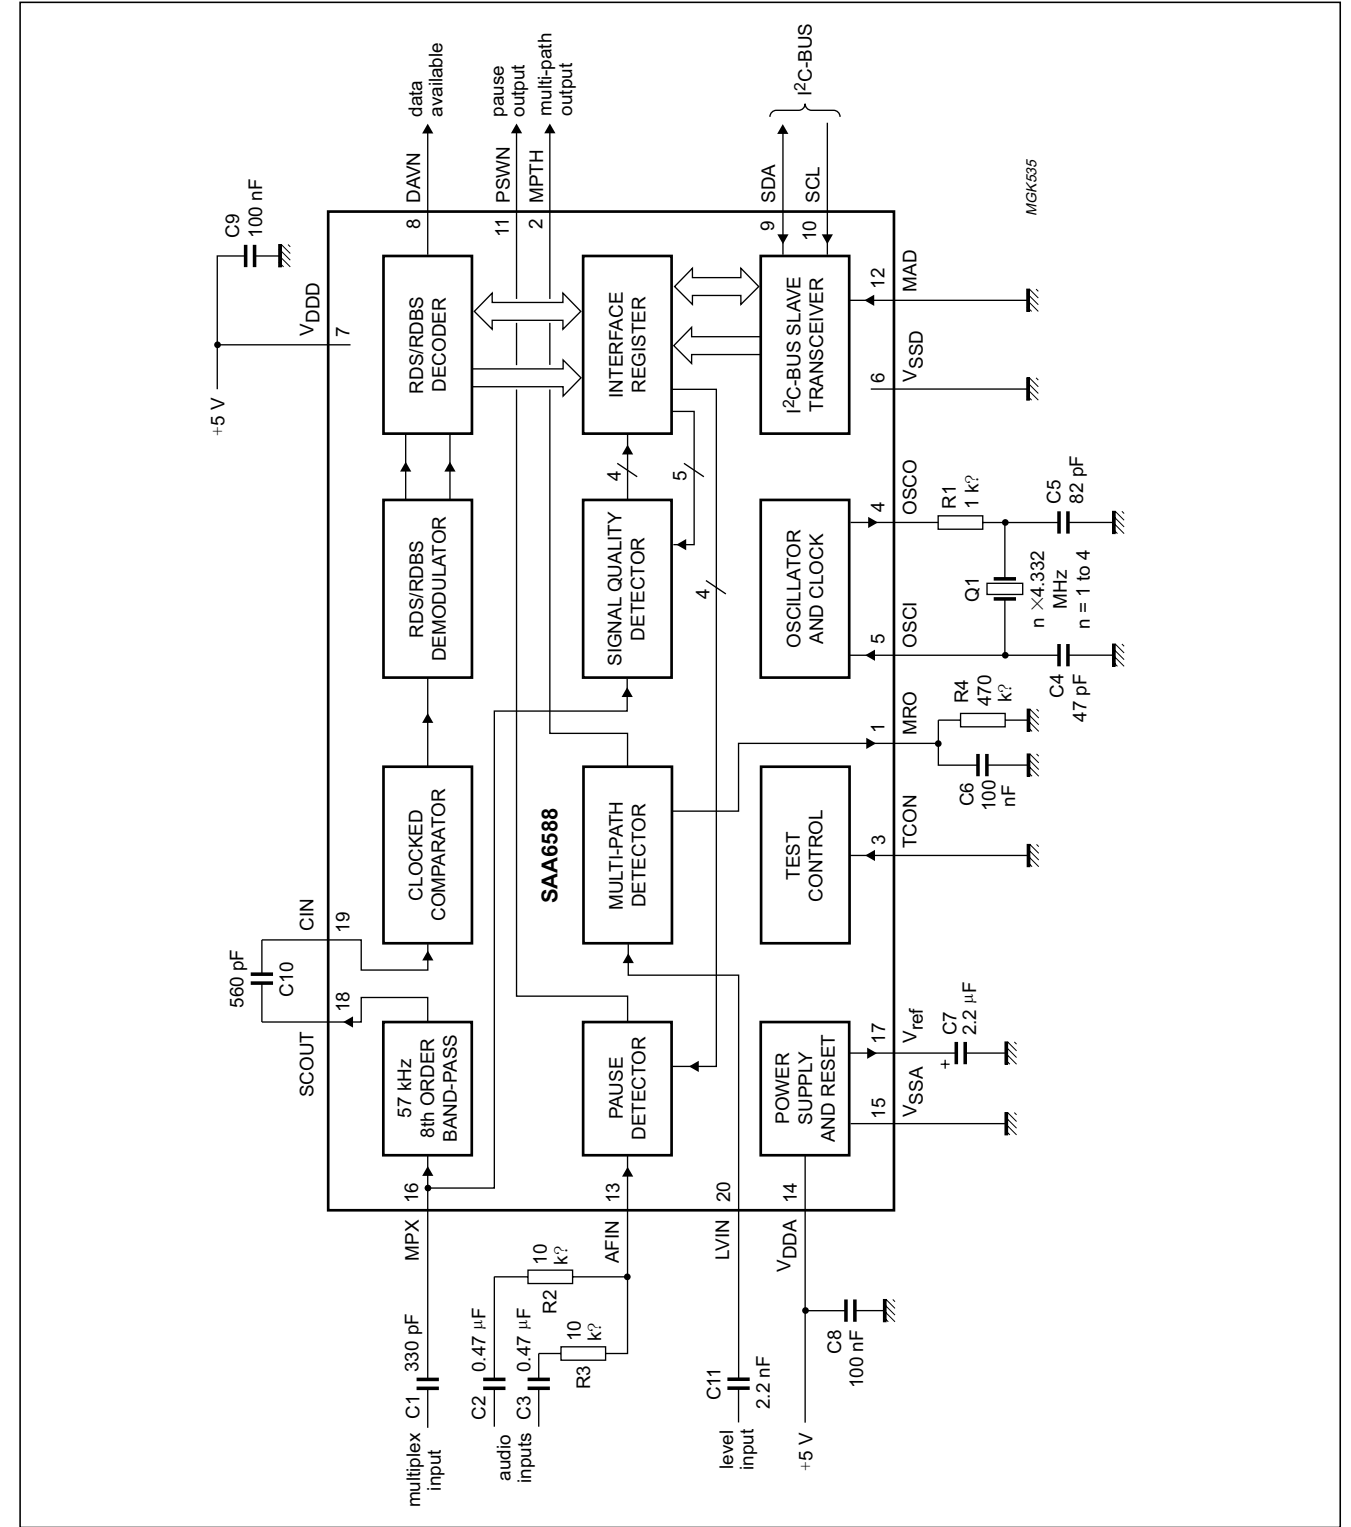 multiplex
input
C1
330 pF
MPX
16
audio
inputs
C2
0.47 μF
C3
0.47 μF
R2
10
k?
R3
10
k?
AFIN
13
level
input
C11
2.2 nF
LVIN
20
+5 V
C8
100 nF
VDDA
14
57 kHz
8th ORDER
BAND-PASS
SCOUT
18
560 pF
C10
CIN
19
CLOCKED
COMPARATOR
RDS/RDBS
DEMODULATOR
RDS/RDBS
DECODER
+5 V
VDDD
7
C9
100 nF
8
DAVN
data
available
11
PSWN
pause
output
2
MPTH
multi-path
output
PAUSE
DETECTOR
SAA6588
MULTI-PATH
DETECTOR
SIGNAL QUALITY
DETECTOR
4
5
4
INTERFACE
REGISTER
POWER
SUPPLY
AND RESET
TEST
CONTROL
OSCILLATOR
AND CLOCK
I2C-BUS SLAVE
TRANSCEIVER
9
SDA
10
SCL
I2C-BUS
15
VSSA
17
Vref
+
C7
2.2 μF
3
TCON
1
MRO
C6
100
nF
R4
470
k?
5
OSCI
4
OSCO
C4
47 pF
Q1
n ×4.332
MHz
n = 1 to 4
R1
1 k?
C5
82 pF
6
VSSD
12
MAD
MGK535